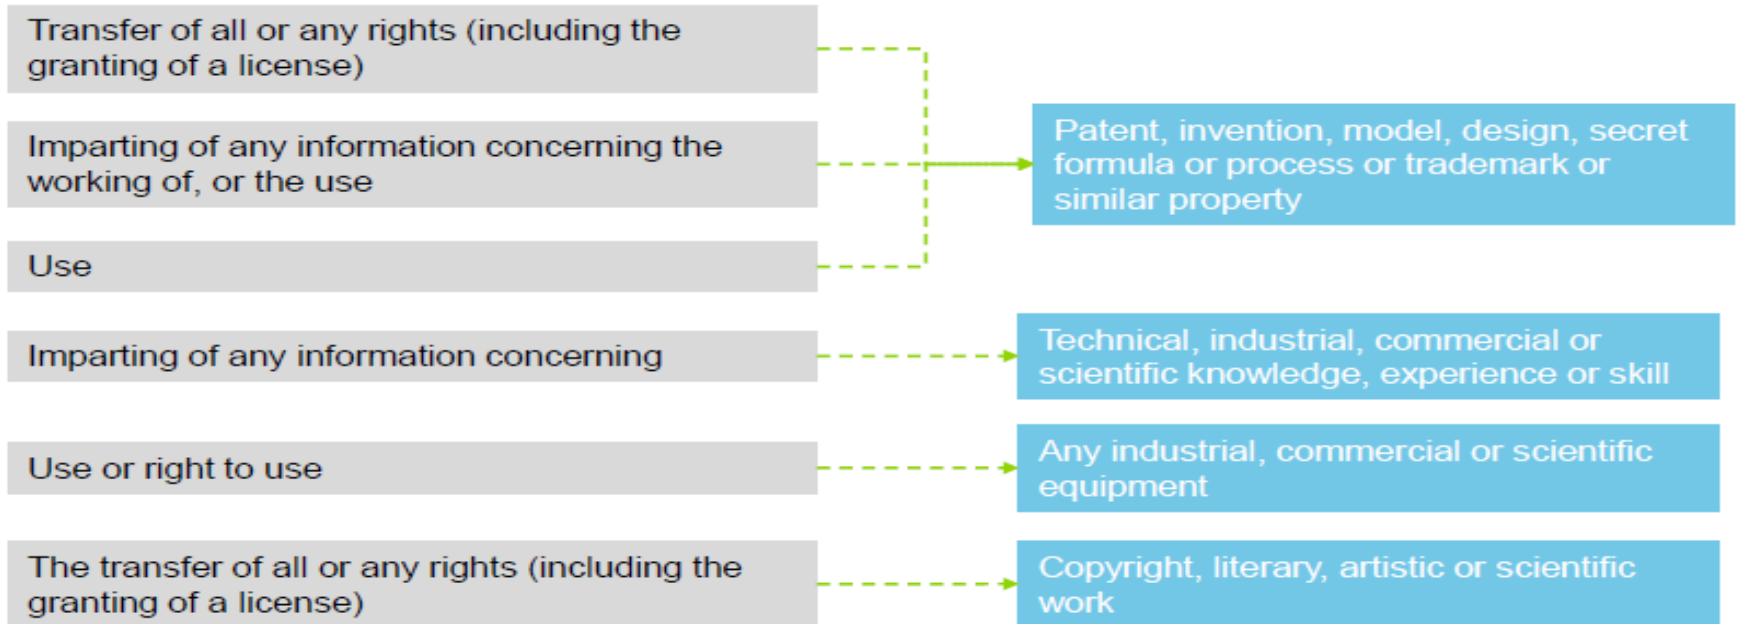 Transfer of all or any rights (including the
granting of a license)
Imparting of any information concerning the
working of, or the use
Use
Patent, invention, model, design, secret
formula or process or trademark or
similar property
Imparting of any information concerning
Technical, industrial, commercial or
scientific knowledge, experience or skill
Use or right to use
Any industrial, commercial or scientific
equipment
The transfer of all or any rights (including the
granting of a license)
Copyright, literary, artistic or scientific
work